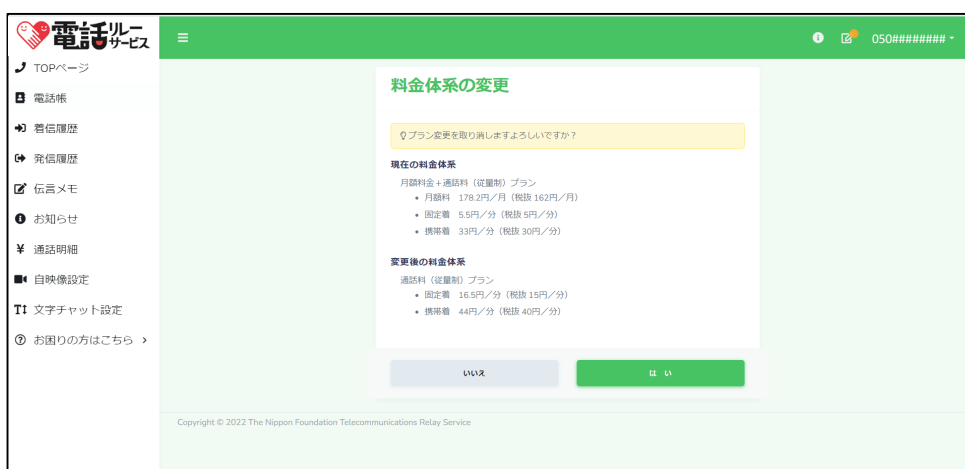 電話リレーサービス
050######## 
TOPページ
電話帳
着信履歴
発信履歴
伝言メモ
お知らせ
¥ 通話明細
自映像設定
文字チャット設定
お困りの方はこちら
料金体系の変更
プラン変更を取り消しますよろしいですか？
現在の料金体系
月額料金＋通話料（従量制）プラン
• 月額料 178.2円／月（税抜 162円／月）
• 固定着 5.5円／分（税抜 5円／分）
• 携帯着 33円／分（税抜 30円／分）
変更後の料金体系
通話料（従量制）プラン
• 固定着 16.5円／分（税抜 15円／分）
• 携帯着 44円／分（税抜 40円／分）
いいえ
は い
Copyright © 2022 The Nippon Foundation Telecommunications Relay Service